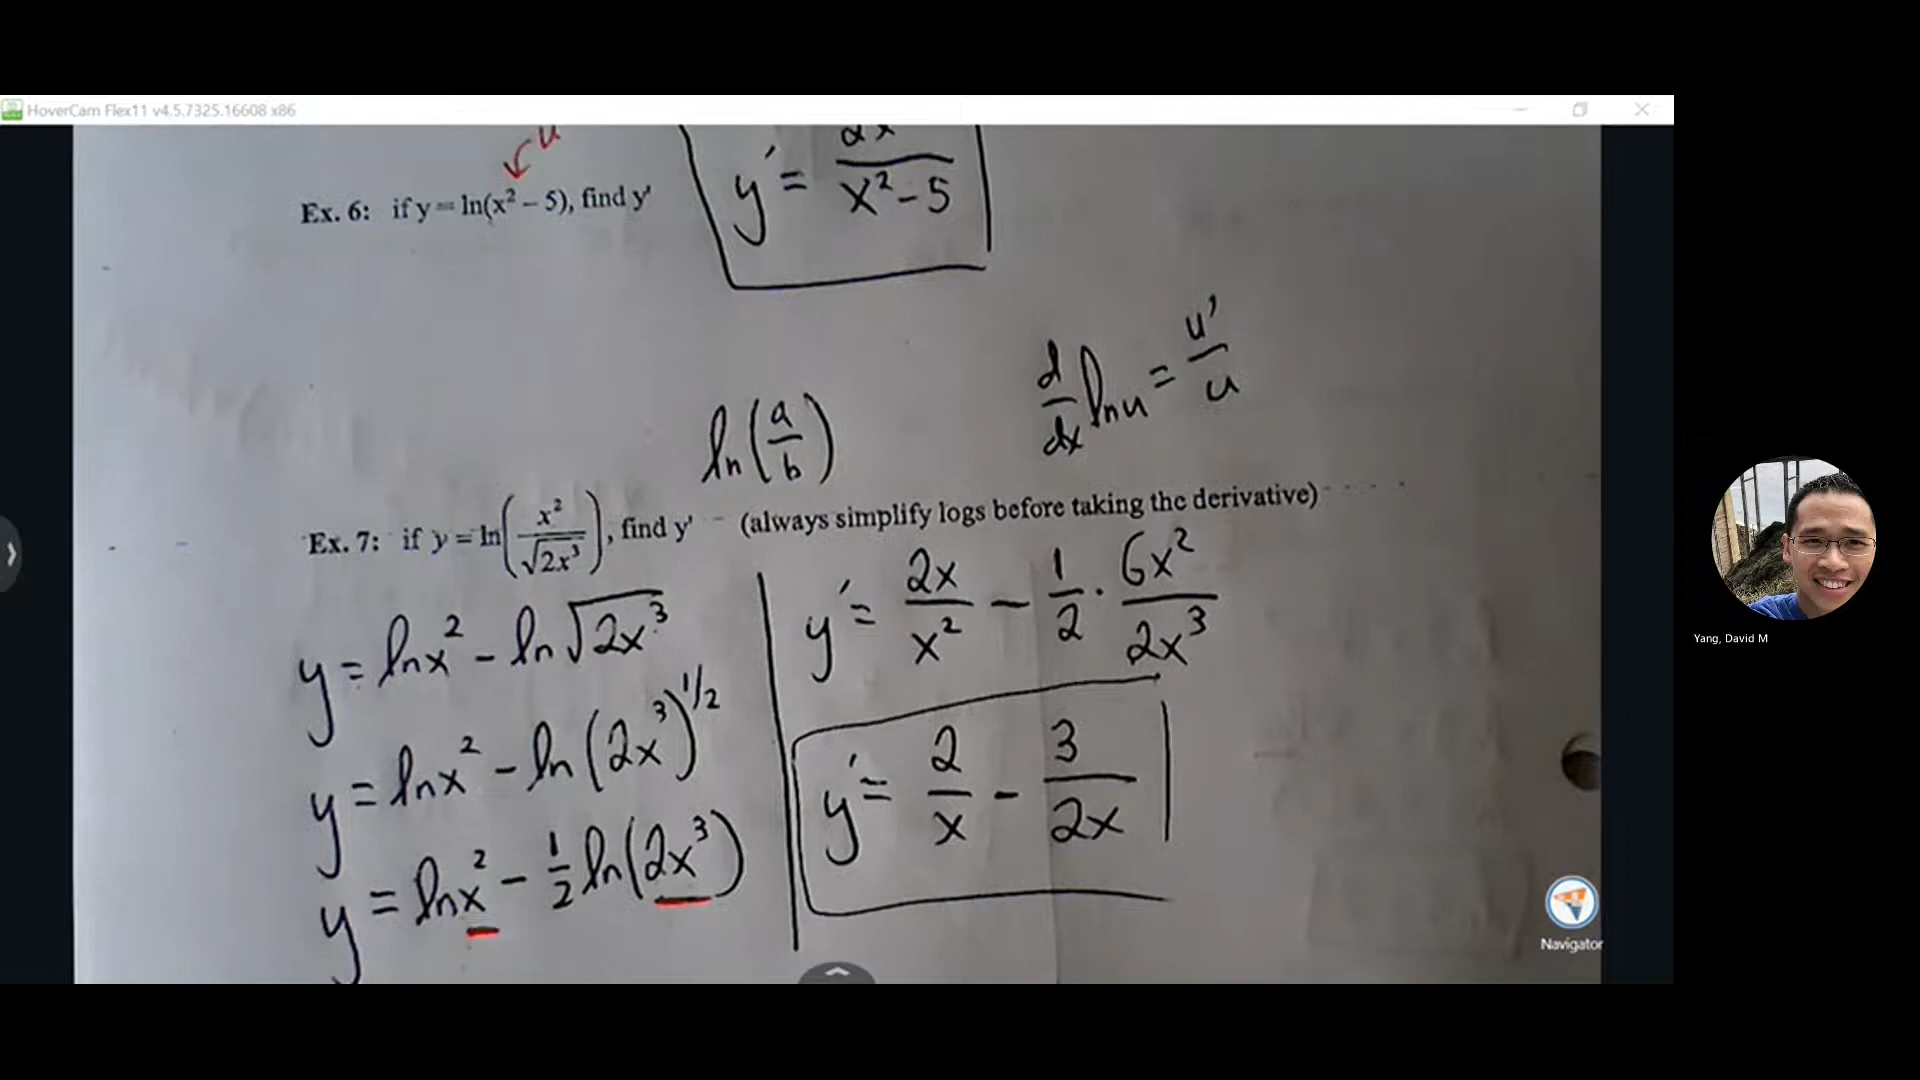 HoverCam Flex11 v4.5.7325.16608 x86
u
Ex. 6: if y = ln(x² – 5), find y'
y' = 2x / (x² - 5)
d/dx ln u = u'/u
ln(a/b)
Ex. 7: if y = ln(x² / √2x³), find y' (always simplify logs before taking the derivative)
y = ln x² - ln √2x³
y = ln x² - ln (2x³)^1/2
y = ln x² - 1/2 ln(2x³)
y' = 2x/x² - 1/2 · 6x²/2x³
y' = 2/x - 3/2x
Yang, David M
Navigator